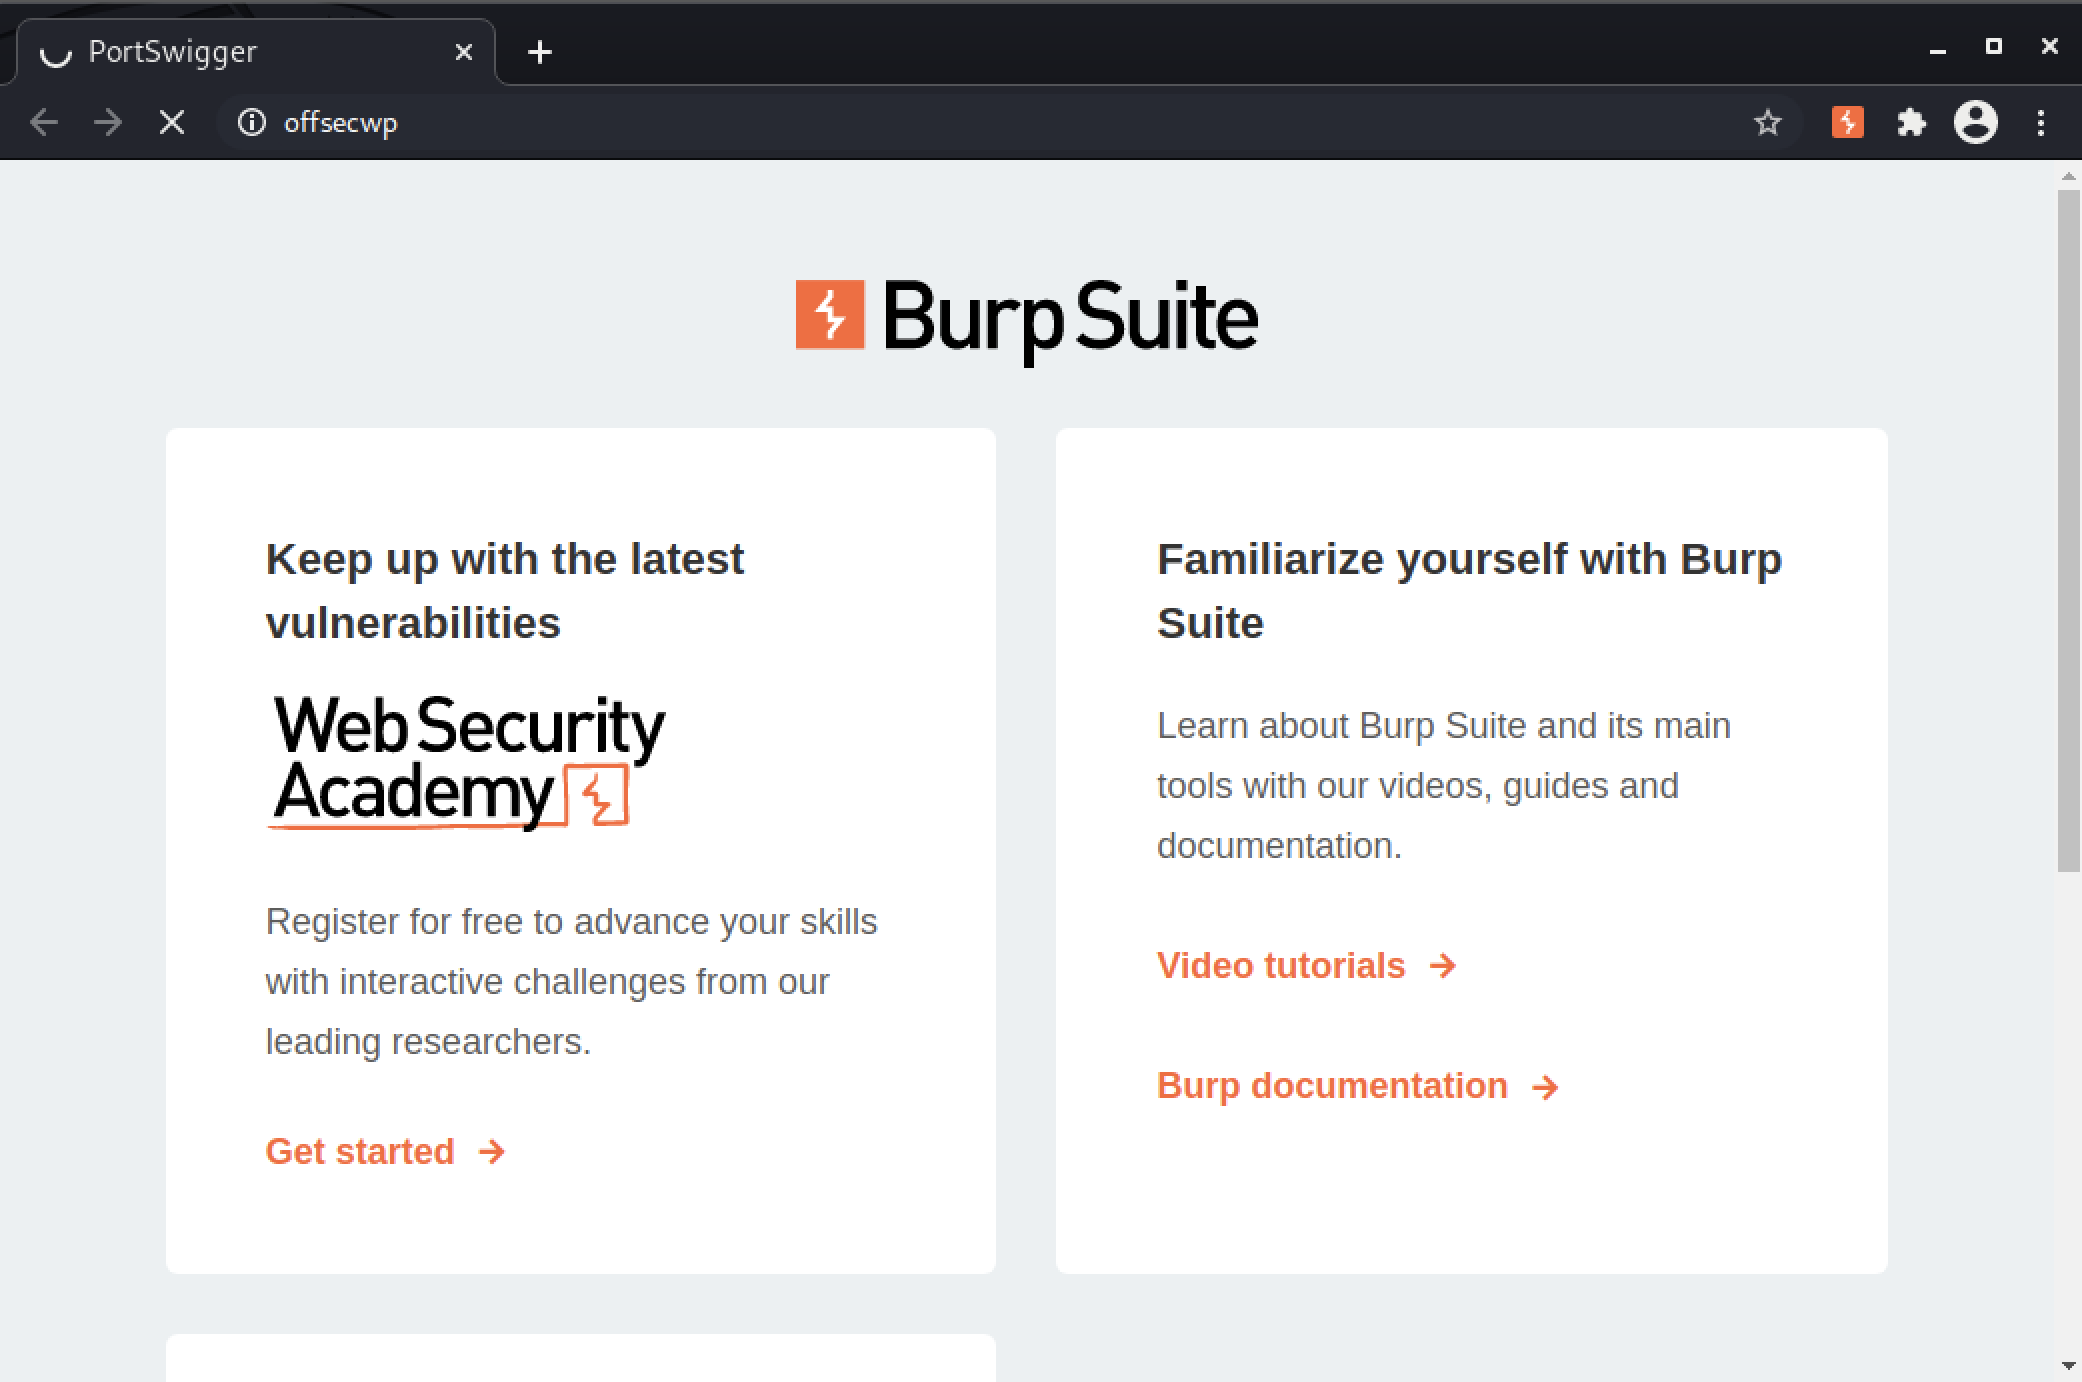 PortSwigger
offsecwp
Burp Suite
Keep up with the latest
vulnerabilities
Web Security
Academy
Register for free to advance your skills
with interactive challenges from our
leading researchers.
Get started
Familiarize yourself with Burp
Suite
Learn about Burp Suite and its main
tools with our videos, guides and
documentation.
Video tutorials
Burp documentation